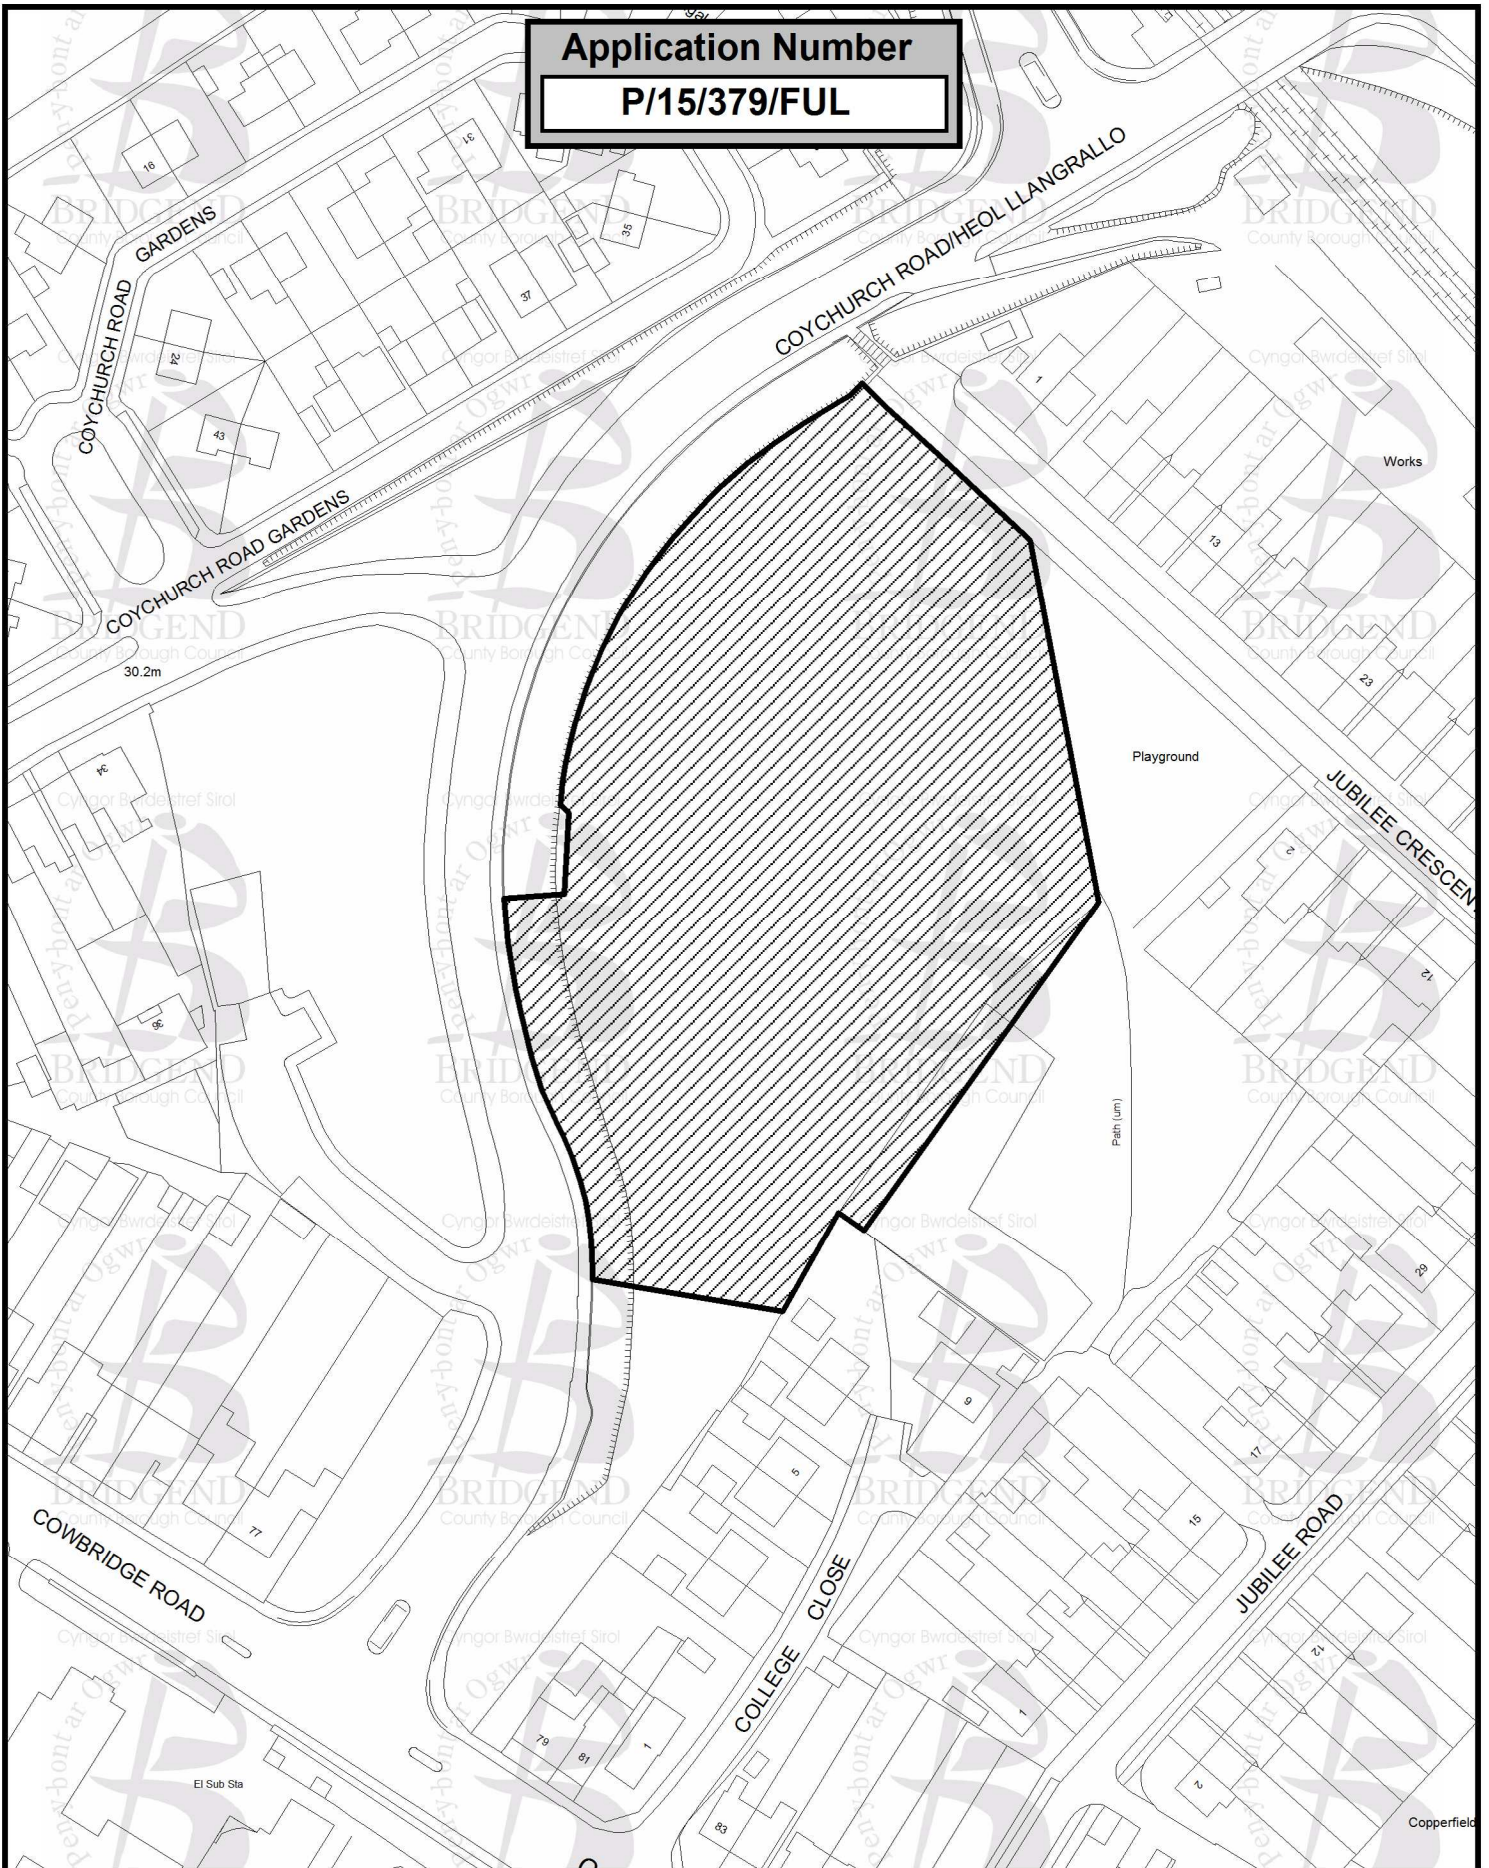 Application Number
P/15/379/FUL
16
31
35
37
COYCHURCH ROAD
GARDENS
COYCHURCH ROAD/HEOL LLANGRALLO
24
43
1
Works
13
COYCHURCH ROAD GARDENS
30.2m
23
34
Playground
JUBILEE CRESCEN
2
12
36
Path (um)
29
9
5
17
15
77
COWBRIDGE ROAD
COLLEGE CLOSE
JUBILEE ROAD
12
1
79
81
1
El Sub Sta
2
83
Copperfield
Pen-y-bont ar Ogwr
BRIDGEND
County Borough Council
Cyngor Bwrdeistref Sirol